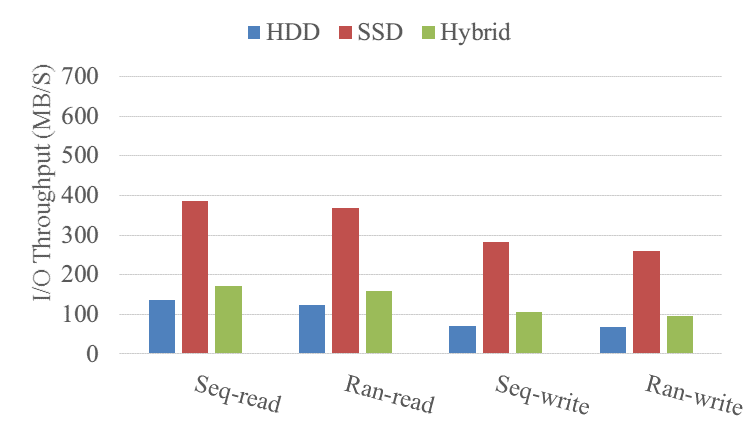 HDD SSD Hybrid
I/O Throughput (MB/S)
700
600
500
400
300
200
100
0
Seq-read Ran-read Seq-write Ran-write